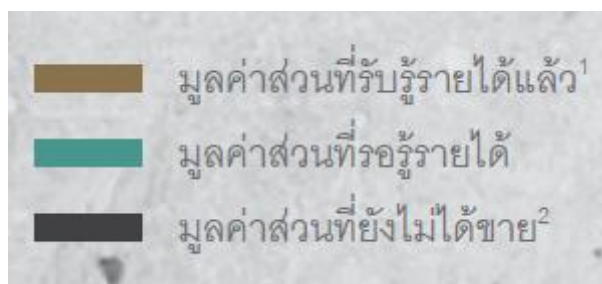 มูลค่าส่วนที่รับรู้รายได้แล้ว¹
มูลค่าส่วนที่รอรู้รายได้
มูลค่าส่วนที่ยังไม่ได้ขาย²